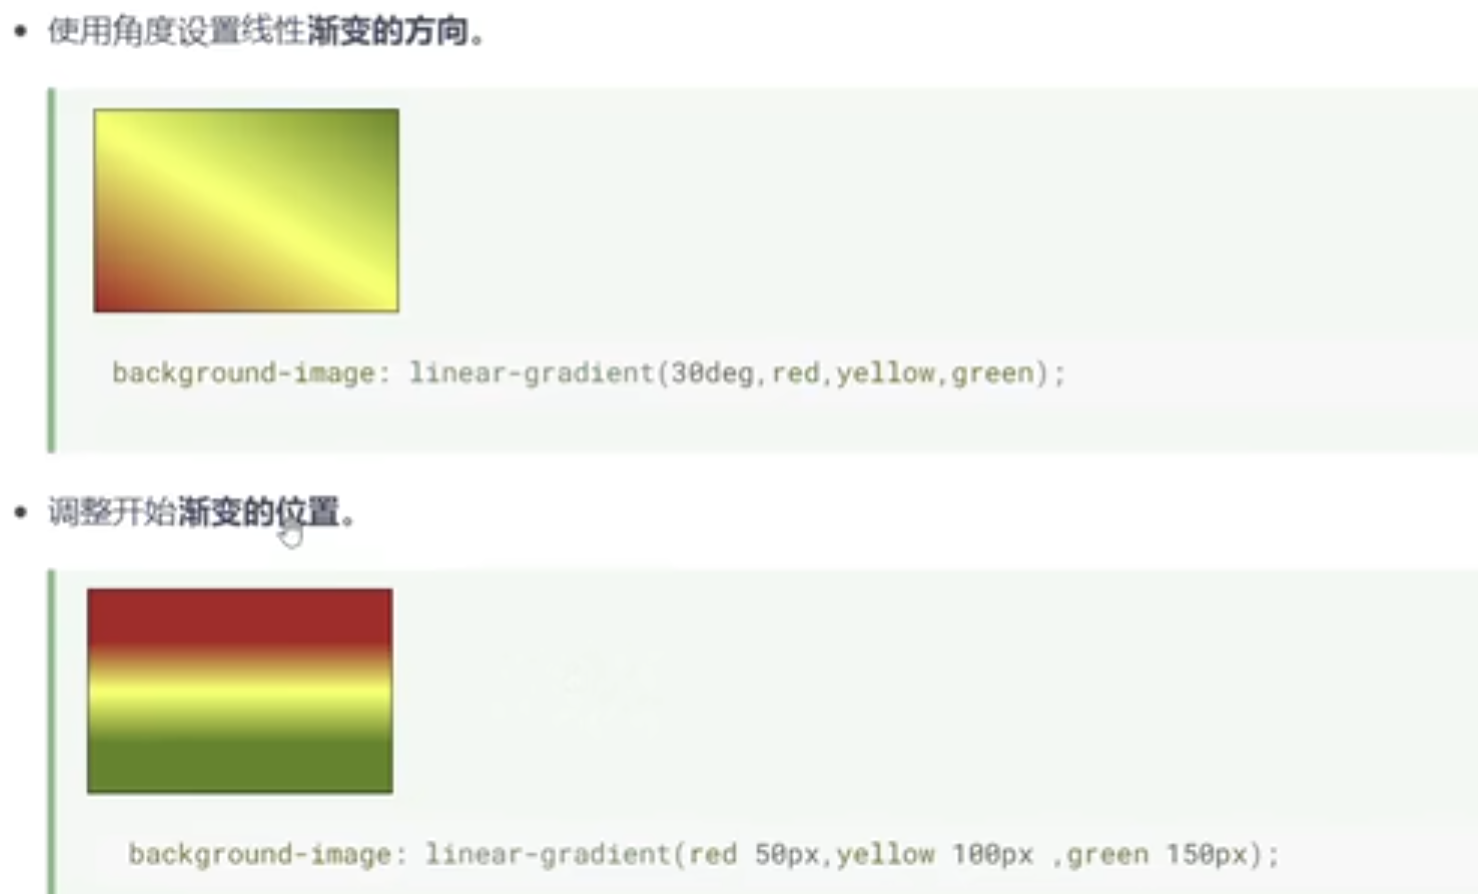 使用角度设置线性渐变的方向。
background-image: linear-gradient(30deg,red,yellow,green);
调整开始渐变的位置。
background-image: linear-gradient(red 50px,yellow 100px ,green 150px);